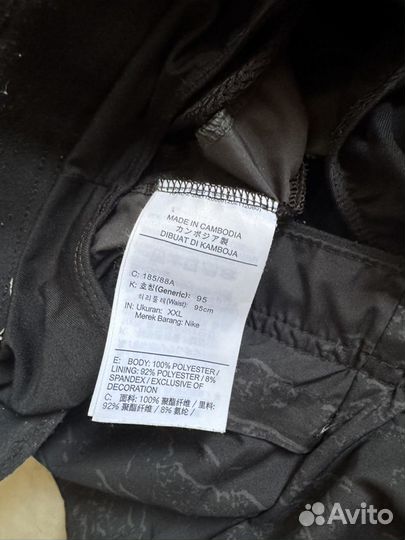 MADE IN CAMBODIA
カンボジア製
DIBUAT DI KAMBOJA
C: 185/88A
K: 호칭(Generic): 95
허리둘레(Waist): 95cm
IN: Ukuran: XXL
Merek Barang: Nike
E: BODY: 100% POLYESTER /
LINING: 92% POLYESTER / 8%
SPANDEX / EXCLUSIVE OF
DECORATION
C: 面料: 100% 聚酯纤维 / 里料:
92% 聚酯纤维 / 8% 氨纶 /
Avito